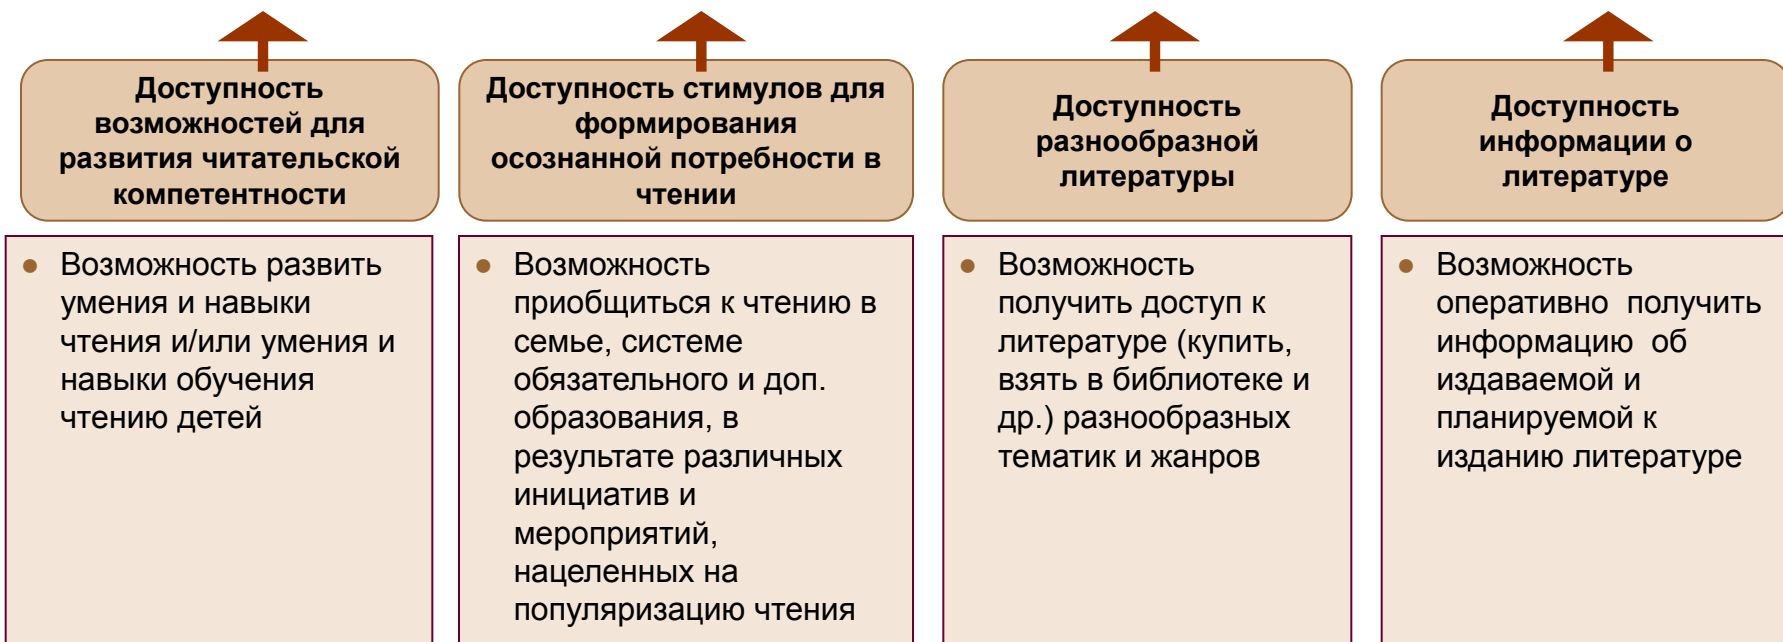 Доступность
возможностей для
развития читательской
компетентности
Доступность стимулов для
формирования
осознанной потребности в
чтении
Доступность
разнообразной
литературы
Доступность
информации о
литературе
● Возможность развить
умения и навыки
чтения и/или умения и
навыки обучения
чтению детей
● Возможность
приобщиться к чтению в
семье, системе
обязательного и доп.
образования, в
результате различных
инициатив и
мероприятий,
нацеленных на
популяризацию чтения
● Возможность
получить доступ к
литературе (купить,
взять в библиотеке и
др.) разнообразных
тематик и жанров
● Возможность
оперативно получить
информацию об
издаваемой и
планируемой к
изданию литературе